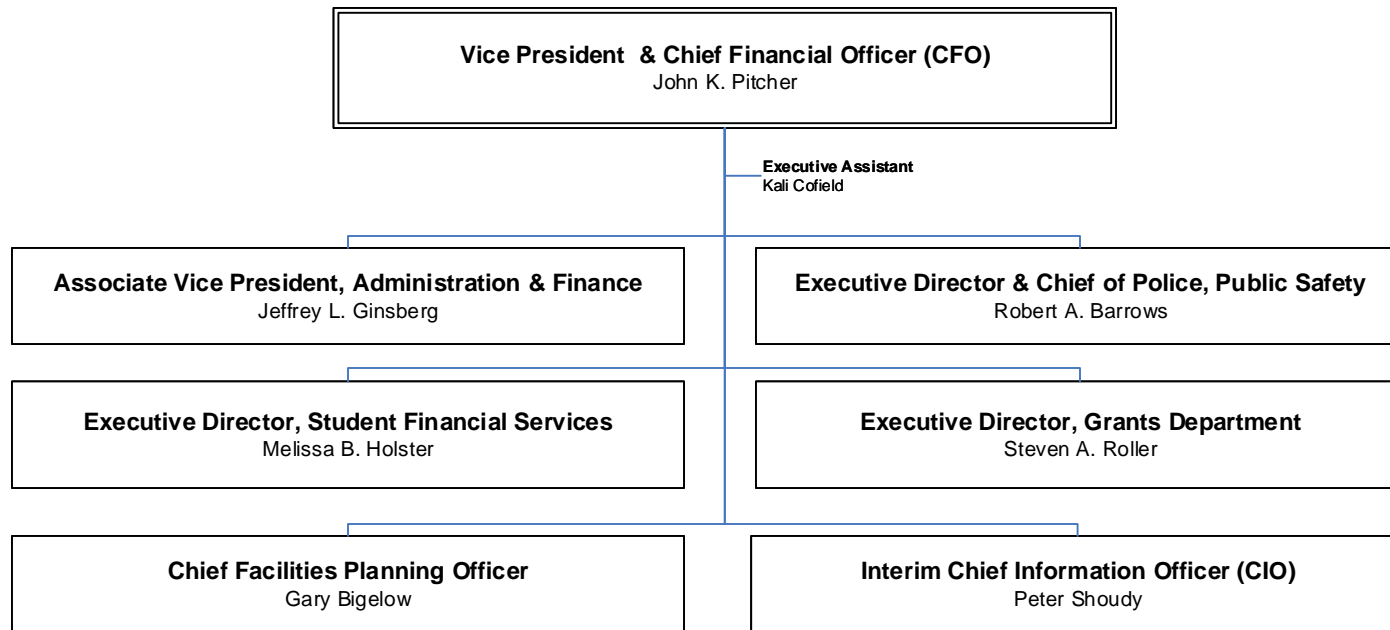 Vice President & Chief Financial Officer (CFO)
John K. Pitcher
Executive Assistant
Kali Cofield
Associate Vice President, Administration & Finance
Jeffrey L. Ginsberg
Executive Director & Chief of Police, Public Safety
Robert A. Barrows
Executive Director, Student Financial Services
Melissa B. Holster
Executive Director, Grants Department
Steven A. Roller
Chief Facilities Planning Officer
Gary Bigelow
Interim Chief Information Officer (CIO)
Peter Shoudy